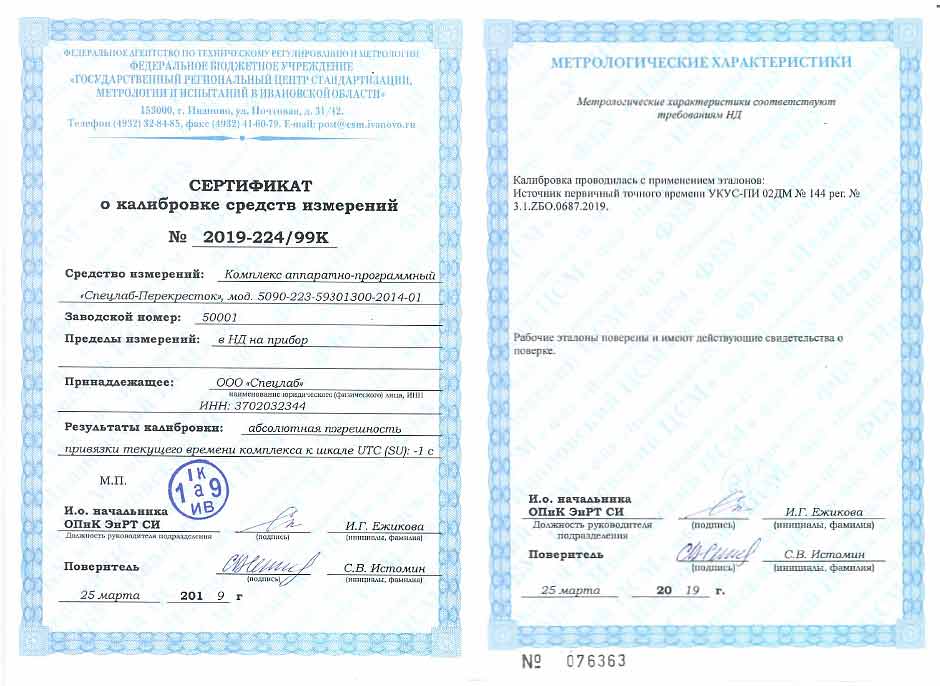 ФЕДЕРАЛЬНОЕ АГЕНТСТВО ПО ТЕХНИЧЕСКОМУ РЕГУЛИРОВАНИЮ И МЕТРОЛОГИИ
ФЕДЕРАЛЬНОЕ БЮДЖЕТНОЕ УЧРЕЖДЕНИЕ
«ГОСУДАРСТВЕННЫЙ РЕГИОНАЛЬНЫЙ ЦЕНТР СТАНДАРТИЗАЦИИ,
МЕТРОЛОГИИ И ИСПЫТАНИЙ В ИВАНОВСКОЙ ОБЛАСТИ»
153000, г. Иваново, ул. Почтовая, д. 31/42.
Телефон (4932) 32-84-85, факс (4932) 41-60-79. E-mail: post@csm.ivanovo.ru
СЕРТИФИКАТ
о калибровке средств измерений
№ 2019-224/99К
Средство измерений: Комплекс аппаратно-программный
«Спецлаб-Перекресток», мод. 5090-223-59301300-2014-01
Заводской номер: 50001
Пределы измерений: в НД на прибор
Принадлежащее: ООО «Спецлаб»
наименование юридического (физического) лица, ИНН
ИНН: 3702032344
Результаты калибровки: абсолютная погрешность
привязки текущего времени комплекса к шкале UTC (SU): -1 с
М.П.
IК
1 а 9
ИВ
И.о. начальника
ОПиК ЭиРТ СИ И.Г. Ежикова
Должность руководителя подразделения (подпись) (инициалы, фамилия)
Поверитель С.В. Истомин
(подпись) (инициалы, фамилия)
25 марта 201 9 г
МЕТРОЛОГИЧЕСКИЕ ХАРАКТЕРИСТИКИ
Метрологические характеристики соответствуют
требованиям НД
Калибровка проводилась с применением эталонов:
Источник первичный точного времени УКУС-ПИ 02ДМ № 144 рег. №
3.1.ZБО.0687.2019.
Рабочие эталоны поверены и имеют действующие свидетельства о
поверке.
И.о. начальника
ОПиК ЭиРТ СИ И.Г. Ежикова
Должность руководителя (подпись) (инициалы, фамилия)
подразделения
Поверитель С.В. Истомин
(подпись) (инициалы, фамилия)
25 марта 20 19 г.
№ 076363